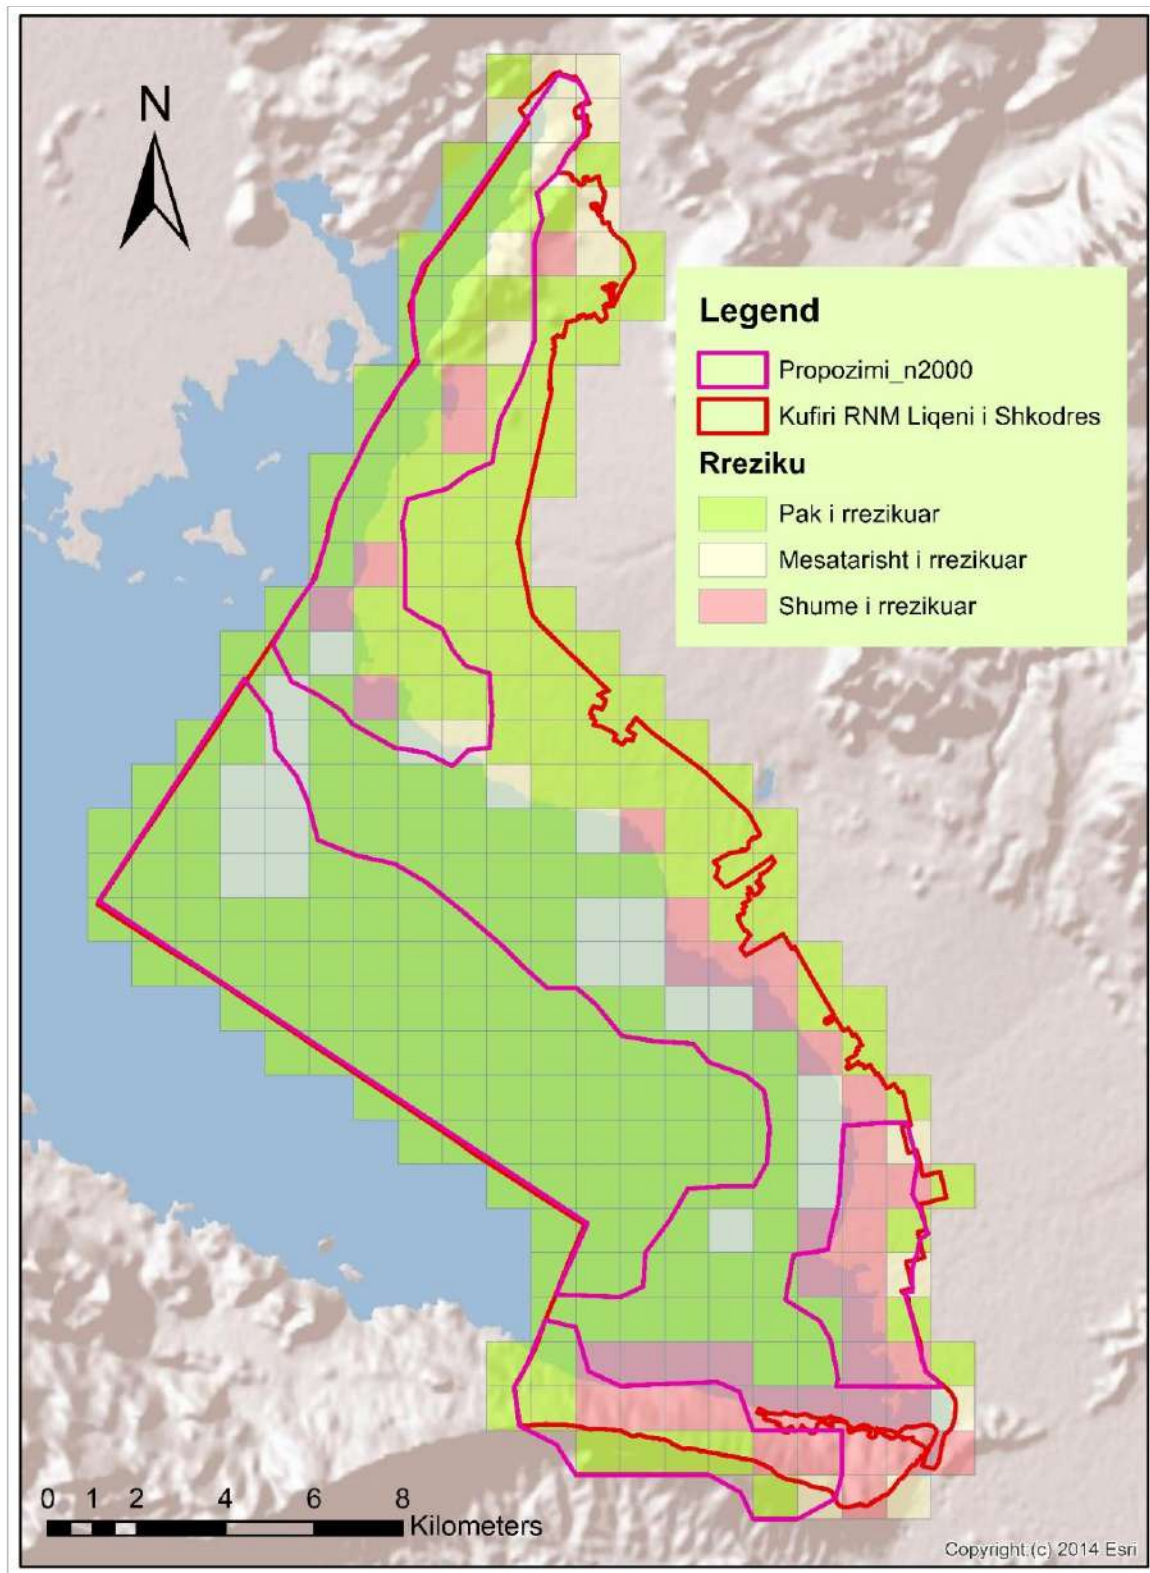 N
Legend
Propozimi_n2000
Kufiri RNM Liqeni i Shkodres
Rreziku
Pak i rrezikuar
Mesatarisht i rrezikuar
Shume i rrezikuar
0 1 2 4 6 8
Kilometers
Copyright:(c) 2014 Esri